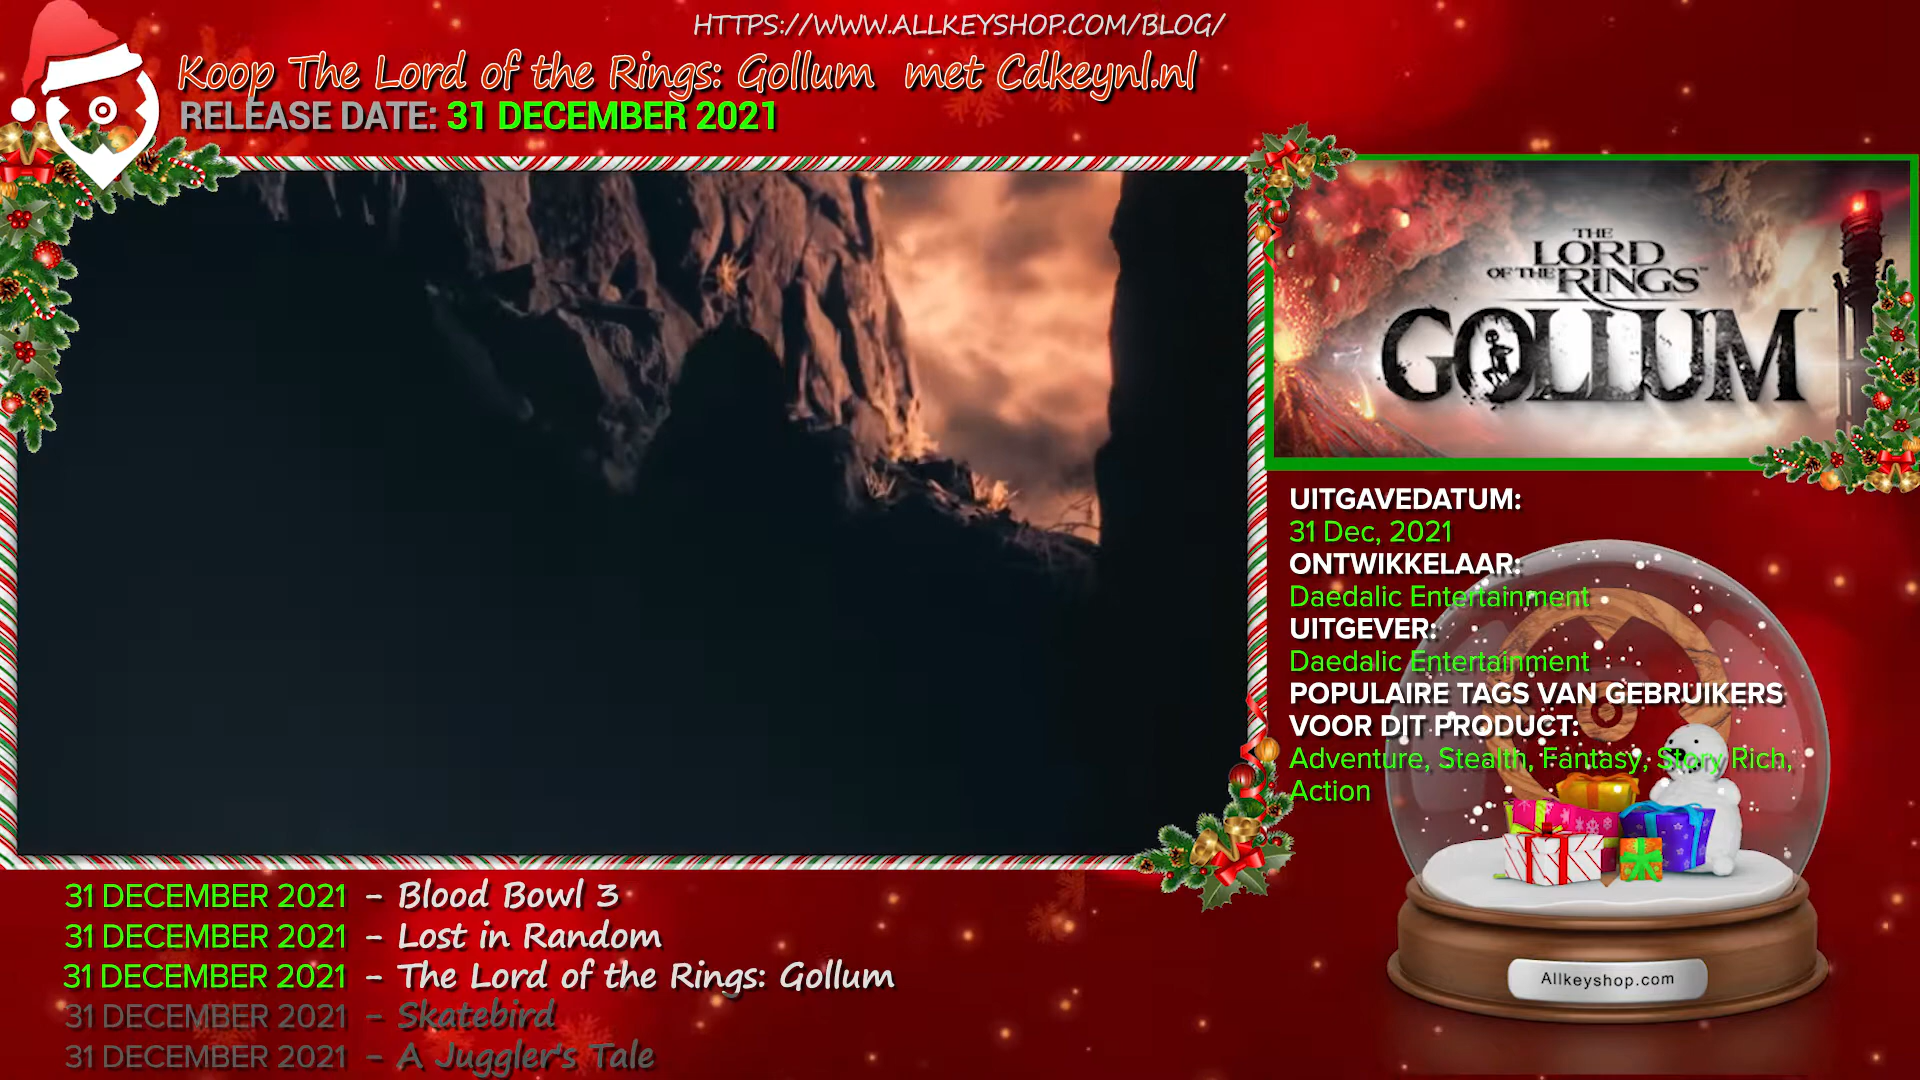 HTTPS://WWW.ALLKEYSHOP.COM/BLOG/
Koop The Lord of the Rings: Gollum met Cdkeynl.nl
RELEASE DATE: 31 DECEMBER 2021
THE
LORD
OF THE RINGS™
GOLLUM™
UITGAVEDATUM:
31 Dec, 2021
ONTWIKKELAAR:
Daedalic Entertainment
UITGEVER:
Daedalic Entertainment
POPULAIRE TAGS VAN GEBRUIKERS
VOOR DIT PRODUCT:
Adventure, Stealth, Fantasy, Story Rich,
Action
Allkeyshop.com
31 DECEMBER 2021 – Blood Bowl 3
31 DECEMBER 2021 – Lost in Random
31 DECEMBER 2021 – The Lord of the Rings: Gollum
31 DECEMBER 2021 – Skatebird
31 DECEMBER 2021 – A Juggler's Tale